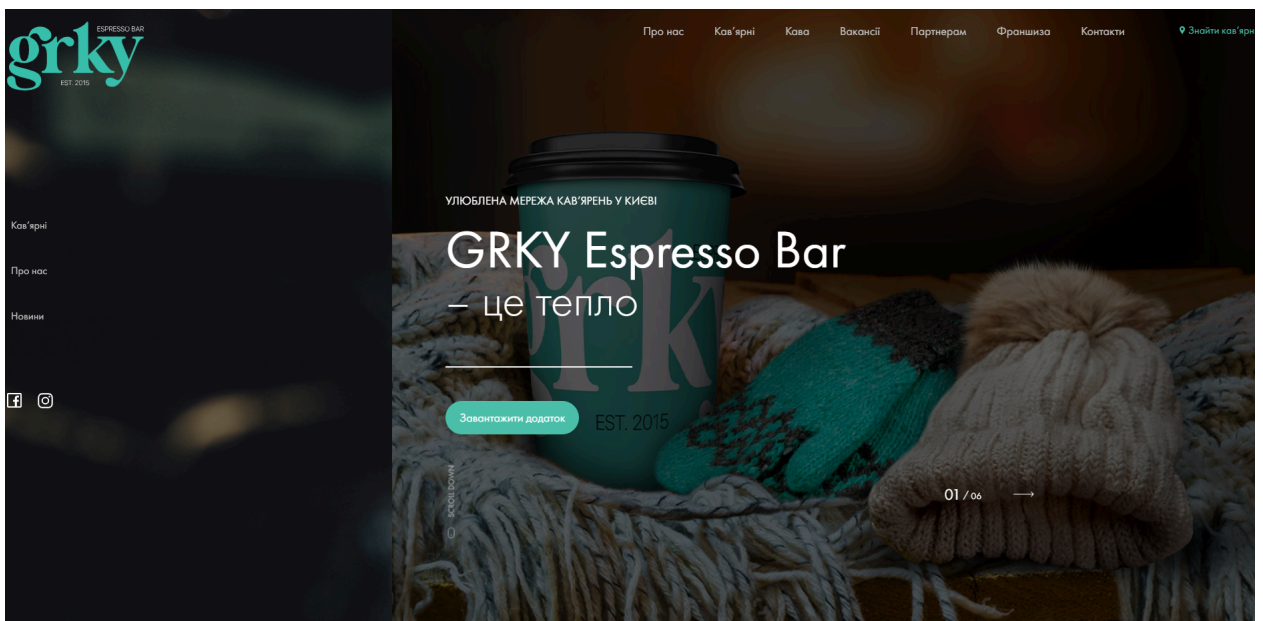 grky
ESPRESSO BAR
EST. 2015
Про нас
Кав’ярні
Кава
Вакансії
Партнерам
Франшиза
Контакти
Знайти кав’ярн
Кав’ярні
Про нас
Новини
УЛЮБЛЕНА МЕРЕЖА КАВ’ЯРЕНЬ У КИЄВІ
GRKY Espresso Bar
– це тепло
Завантажити додаток
EST. 2015
SCROLL DOWN
01 / 06